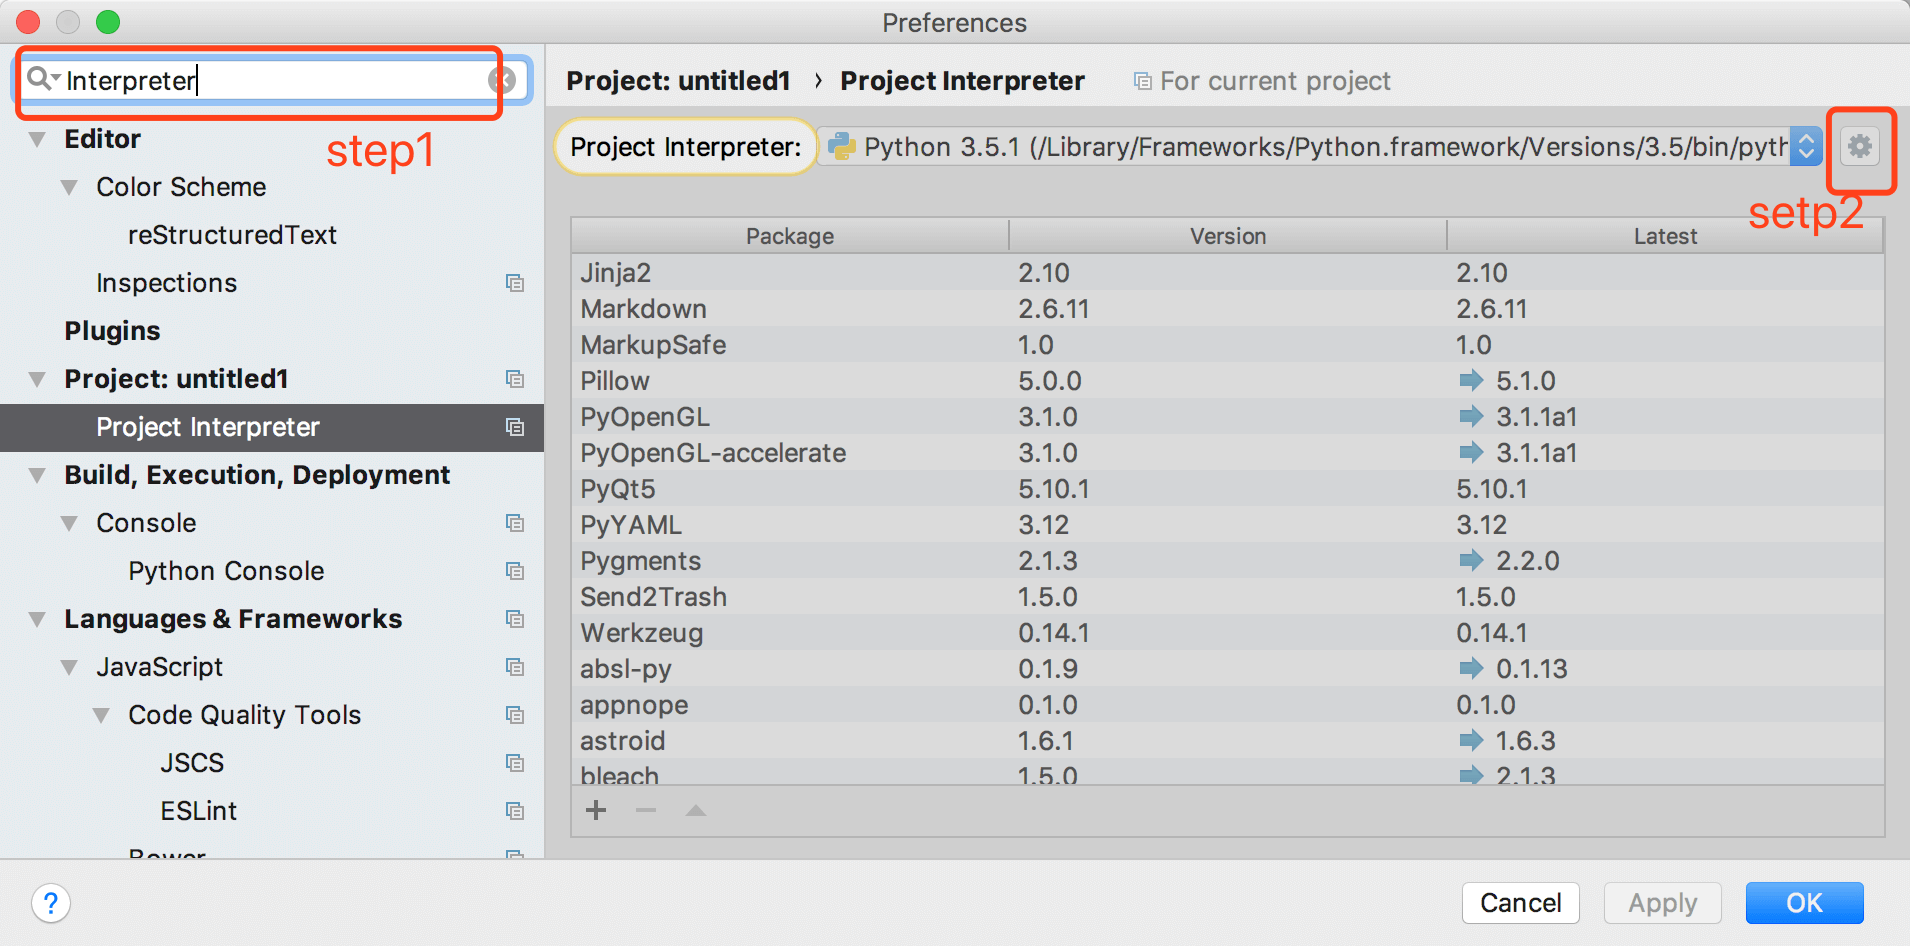 Preferences
Interpreter
step1
Editor
Color Scheme
reStructuredText
Inspections
Plugins
Project: untitled1
Project Interpreter
Build, Execution, Deployment
Console
Python Console
Languages & Frameworks
JavaScript
Code Quality Tools
JSCS
ESLint
Bower
Project: untitled1 › Project Interpreter For current project
Project Interpreter: Python 3.5.1 (/Library/Frameworks/Python.framework/Versions/3.5/bin/pyth
setp2
Package Version Latest
Jinja2 2.10 2.10
Markdown 2.6.11 2.6.11
MarkupSafe 1.0 1.0
Pillow 5.0.0 5.1.0
PyOpenGL 3.1.0 3.1.1a1
PyOpenGL-accelerate 3.1.0 3.1.1a1
PyQt5 5.10.1 5.10.1
PyYAML 3.12 3.12
Pygments 2.1.3 2.2.0
Send2Trash 1.5.0 1.5.0
Werkzeug 0.14.1 0.14.1
absl-py 0.1.9 0.1.13
appnope 0.1.0 0.1.0
astroid 1.6.1 1.6.3
bleach 1.5.0 2.1.3
? Cancel Apply OK